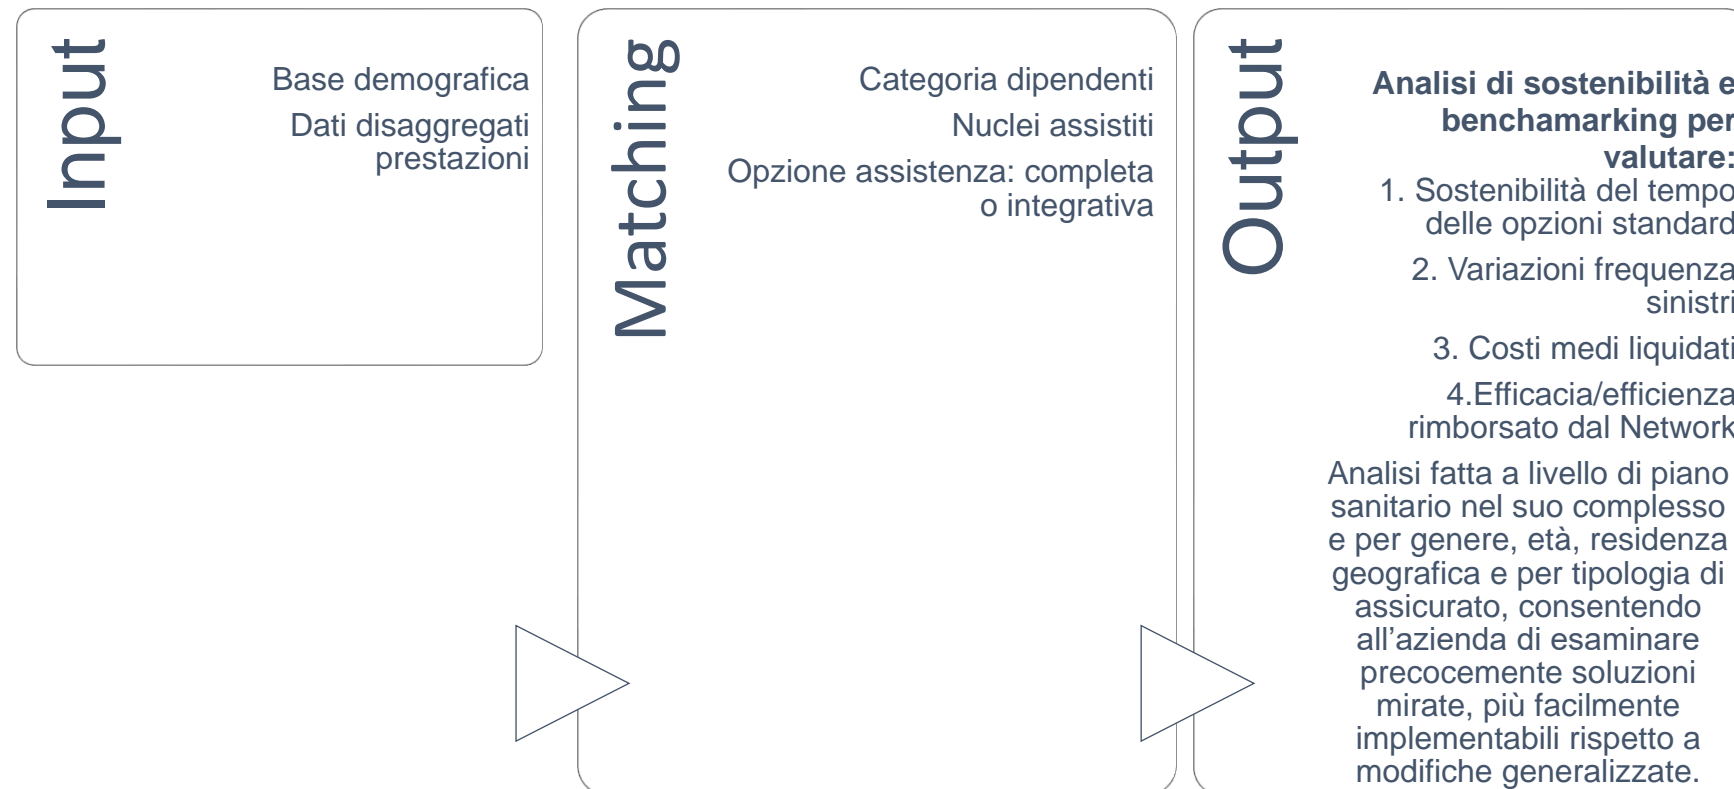 Input
Base demografica
Dati disaggregati
prestazioni
Matching
Categoria dipendenti
Nuclei assistiti
Opzione assistenza: completa
o integrativa
Output
Analisi di sostenibilità e
benchamarking per
valutare:
1. Sostenibilità del tempo
delle opzioni standard
2. Variazioni frequenza
sinistri
3. Costi medi liquidati
4.Efficacia/efficienza
rimborsato dal Network
Analisi fatta a livello di piano
sanitario nel suo complesso
e per genere, età, residenza
geografica e per tipologia di
assicurato, consentendo
all’azienda di esaminare
precocemente soluzioni
mirate, più facilmente
implementabili rispetto a
modifiche generalizzate.